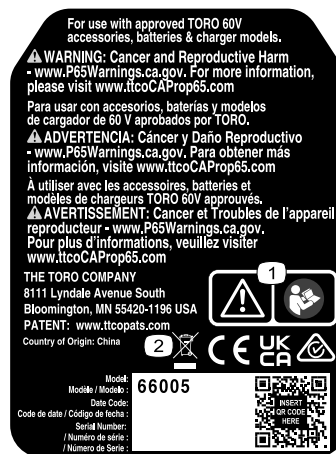 For use with approved TORO 60V
accessories, batteries & charger models.
⚠ WARNING: Cancer and Reproductive Harm
- www.P65Warnings.ca.gov. For more information,
please visit www.ttcoCAProp65.com
Para usar con accesorios, baterías y modelos
de cargador de 60 V aprobados por TORO.
⚠ ADVERTENCIA: Cáncer y Daño Reproductivo
- www.P65Warnings.ca.gov. Para obtener más
información, visite www.ttcoCAProp65.com
À utiliser avec les accessoires, batteries et
modèles de chargeurs TORO 60V approuvés.
⚠ AVERTISSEMENT: Cancer et Troubles de l'appareil
reproducteur - www.P65Warnings.ca.gov.
Pour plus d'informations, veuillez visiter
www.ttcoCAProp65.com
THE TORO COMPANY
8111 Lyndale Avenue South
Bloomington, MN 55420-1196 USA
PATENT: www.ttcopats.com
Country of Origin: China
1
2
CE UK CA
Model:
Modèle / Modelo :
66005
Date Code:
Code de date / Código de fecha :
Serial Number:
/ Numéro de série :
/ Número de Serie :
INSERT
QR CODE
HERE